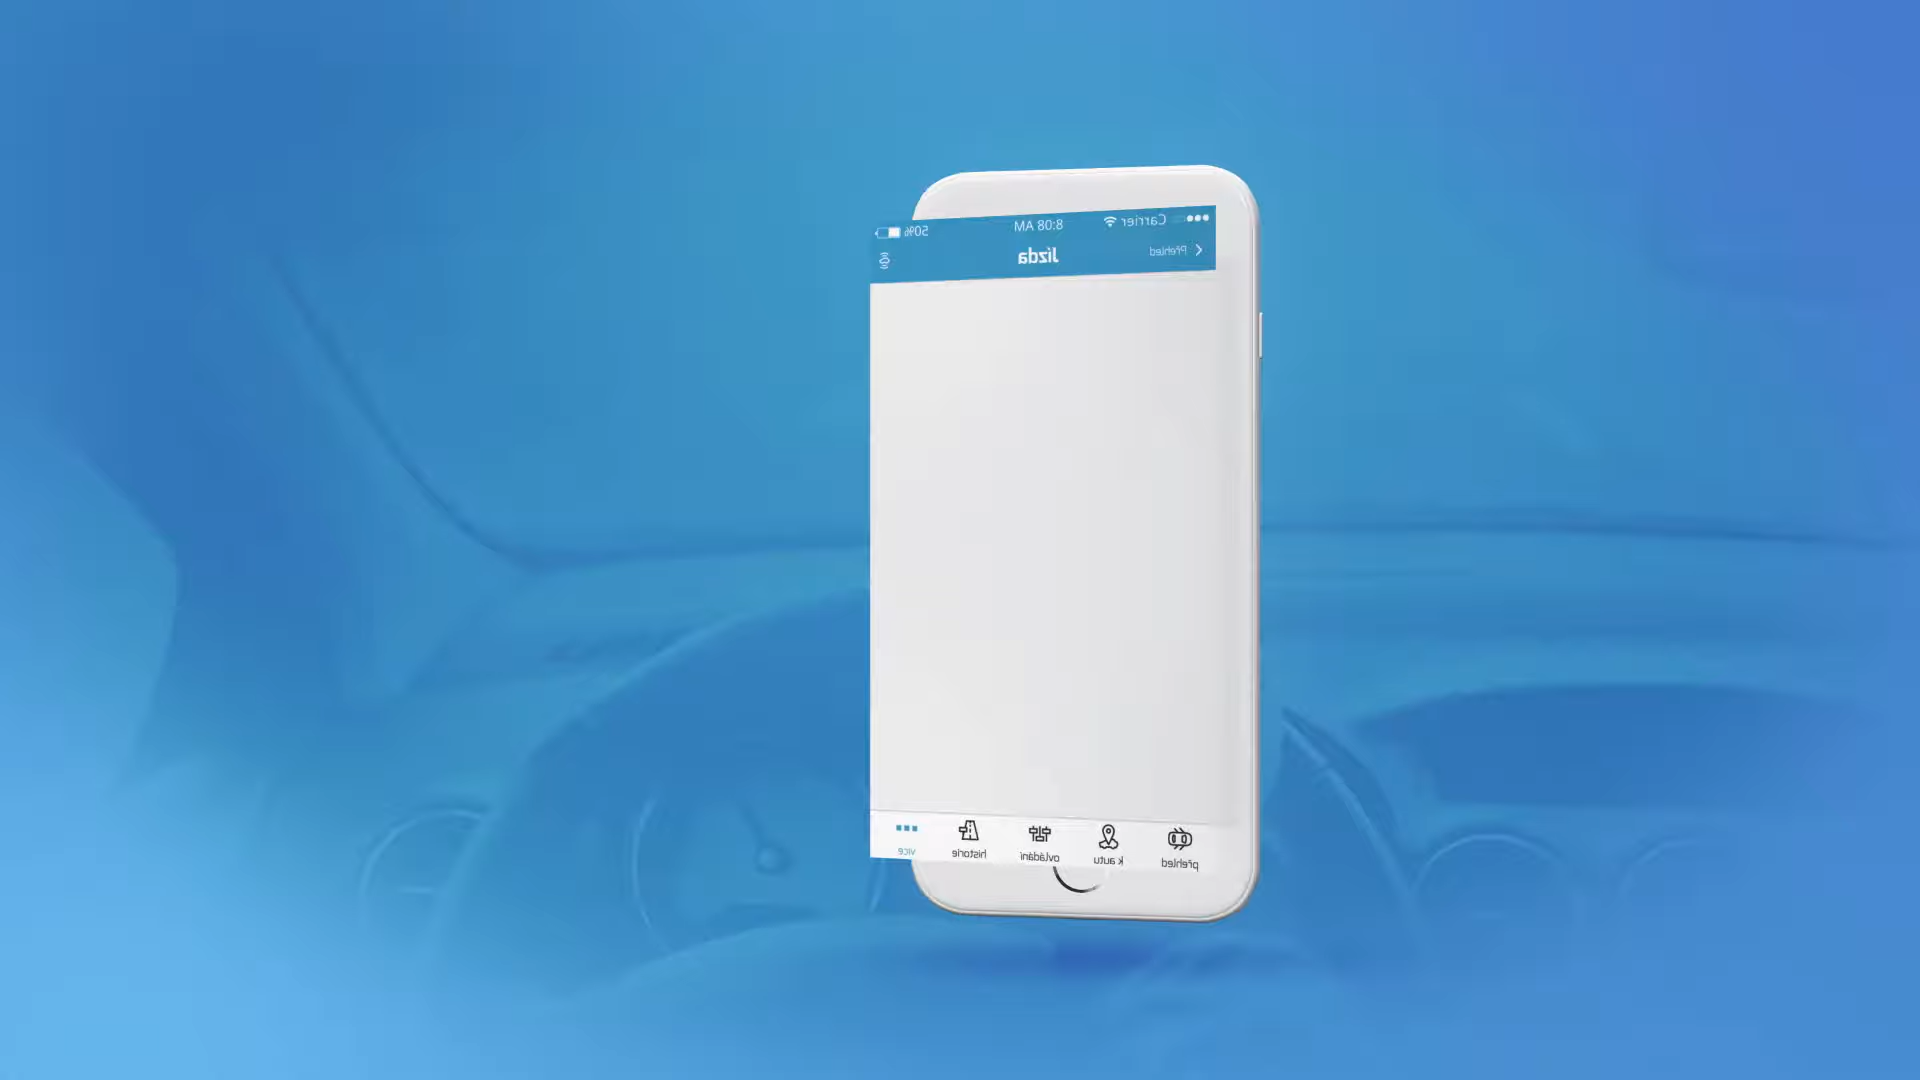 Carrier 8:08 AM 50%
Přehled Jízda
přehled k autu ovládání historie více